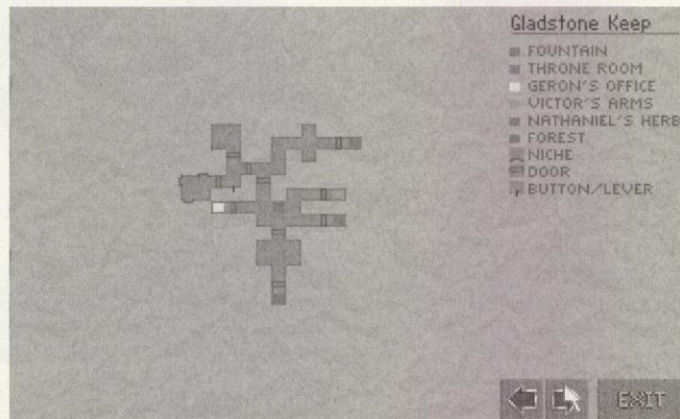 Gladstone Keep
FOUNTAIN
THRONE ROOM
GERON'S OFFICE
VICTOR'S ARMS
NATHANIEL'S HERB
FOREST
NICHE
DOOR
BUTTON/LEVER
EXIT